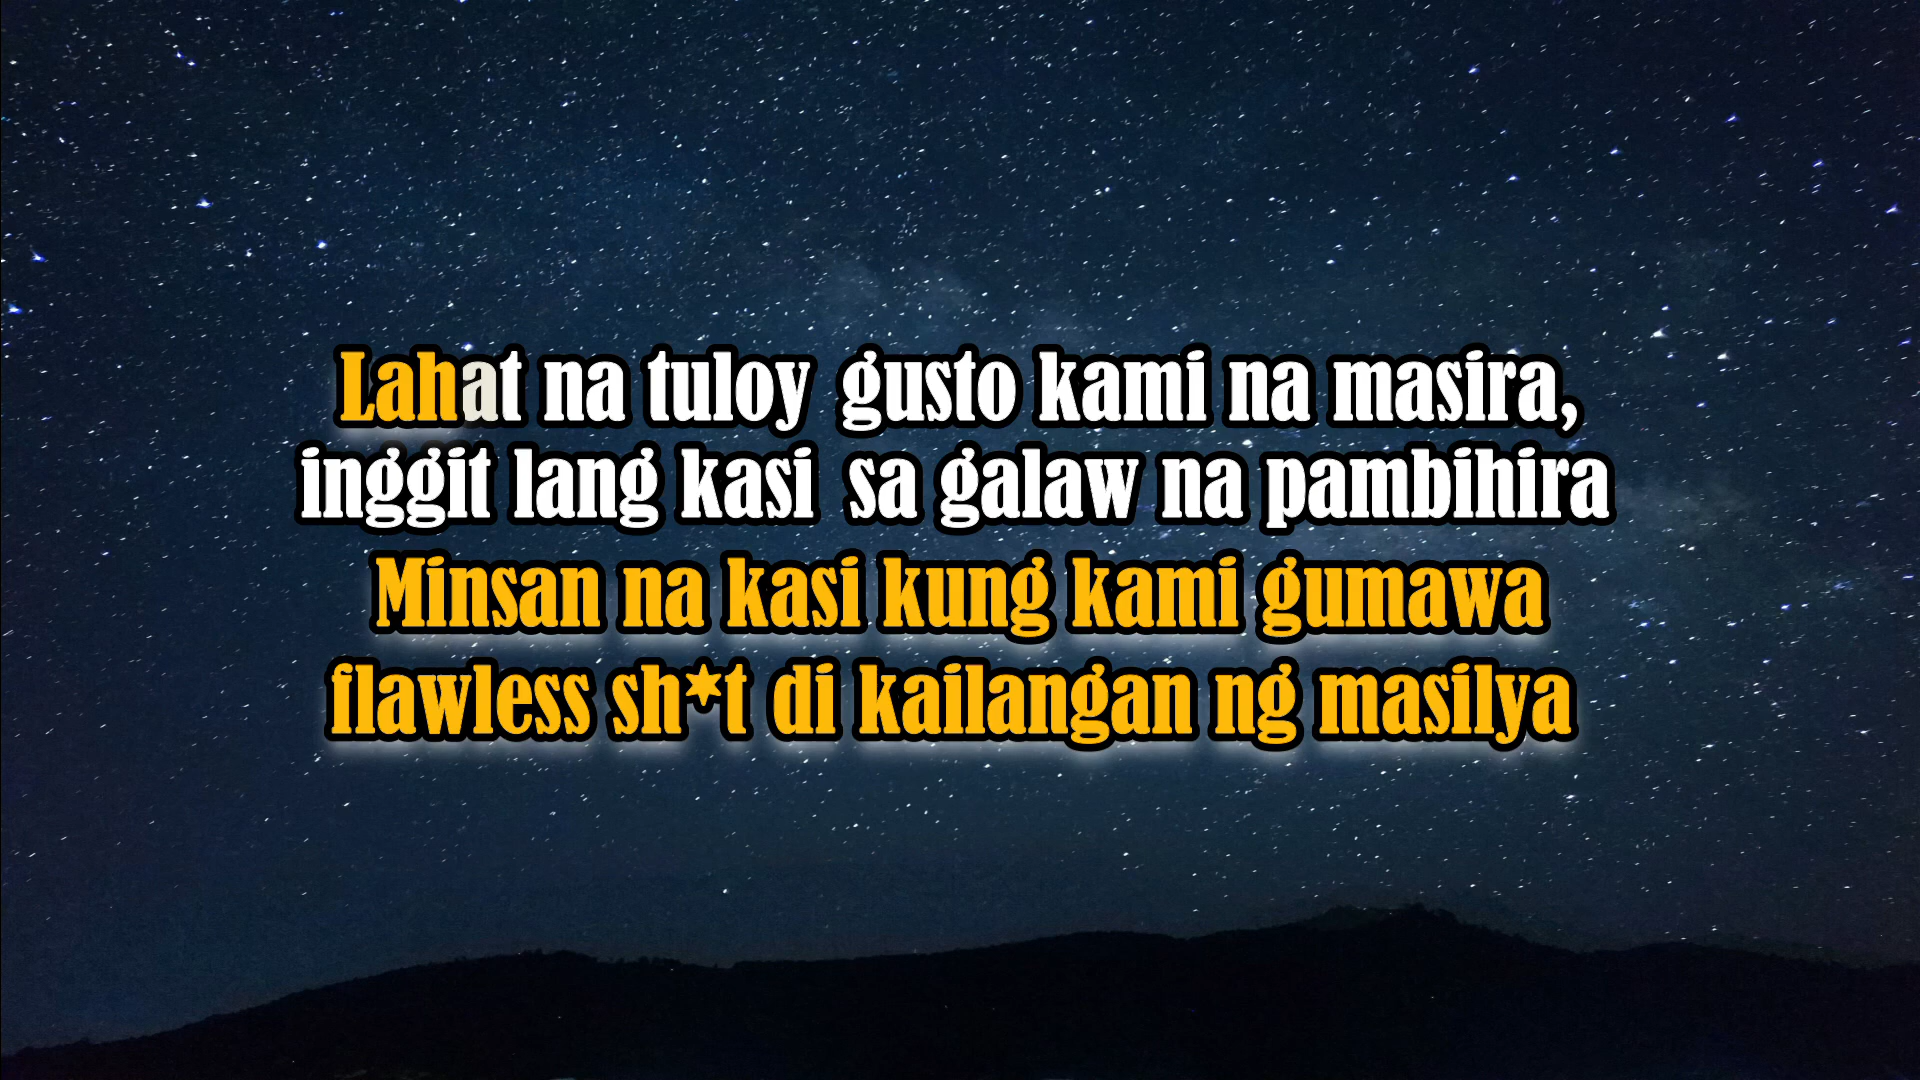 Lahat na tuloy gusto kami na masira,
inggit lang kasi sa galaw na pambihira
Minsan na kasi kung kami gumawa
flawless sh*t di kailangan ng masilya